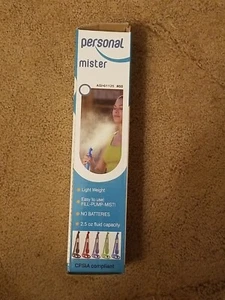 personal
mister
Light Weight
Easy to use!
FILL-PUMP-MIST!
NO BATTERIES
2.5 oz fluid capacity
CPSIA compliant